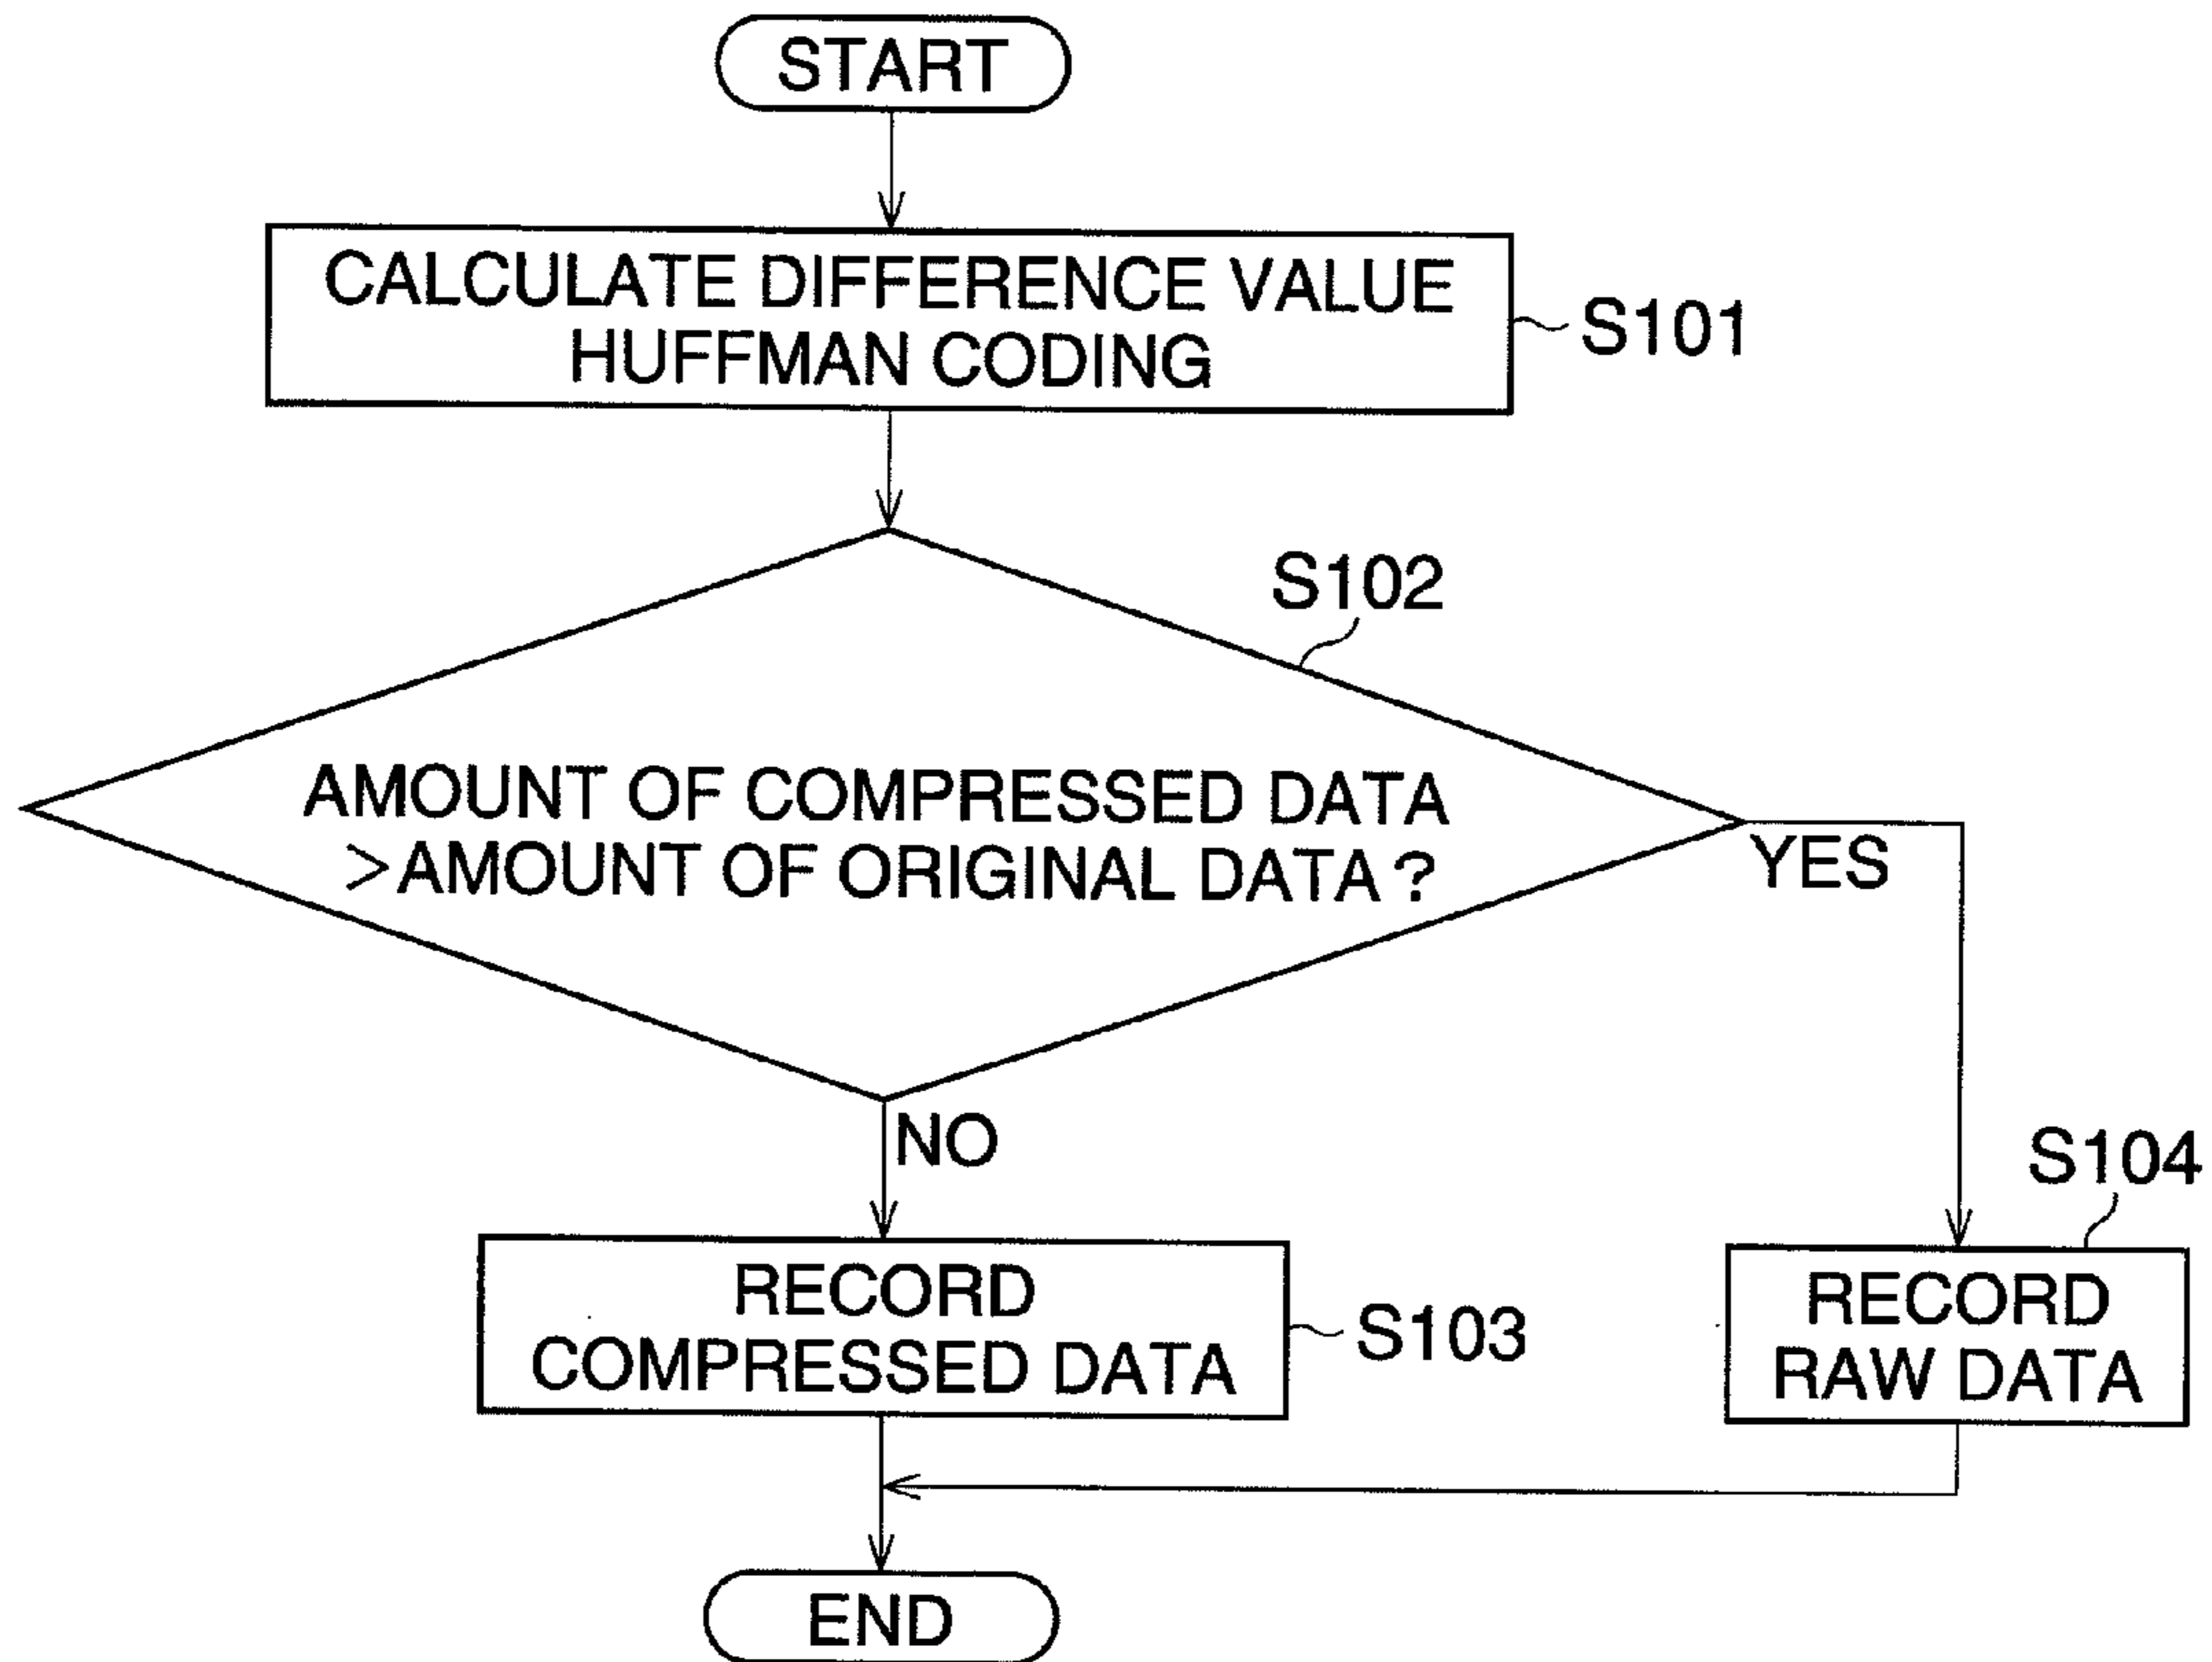 START
CALCULATE DIFFERENCE VALUE
HUFFMAN CODING
S101
S102
AMOUNT OF COMPRESSED DATA
>AMOUNT OF ORIGINAL DATA ?
YES
NO
S104
RECORD
COMPRESSED DATA
S103
RECORD
RAW DATA
END